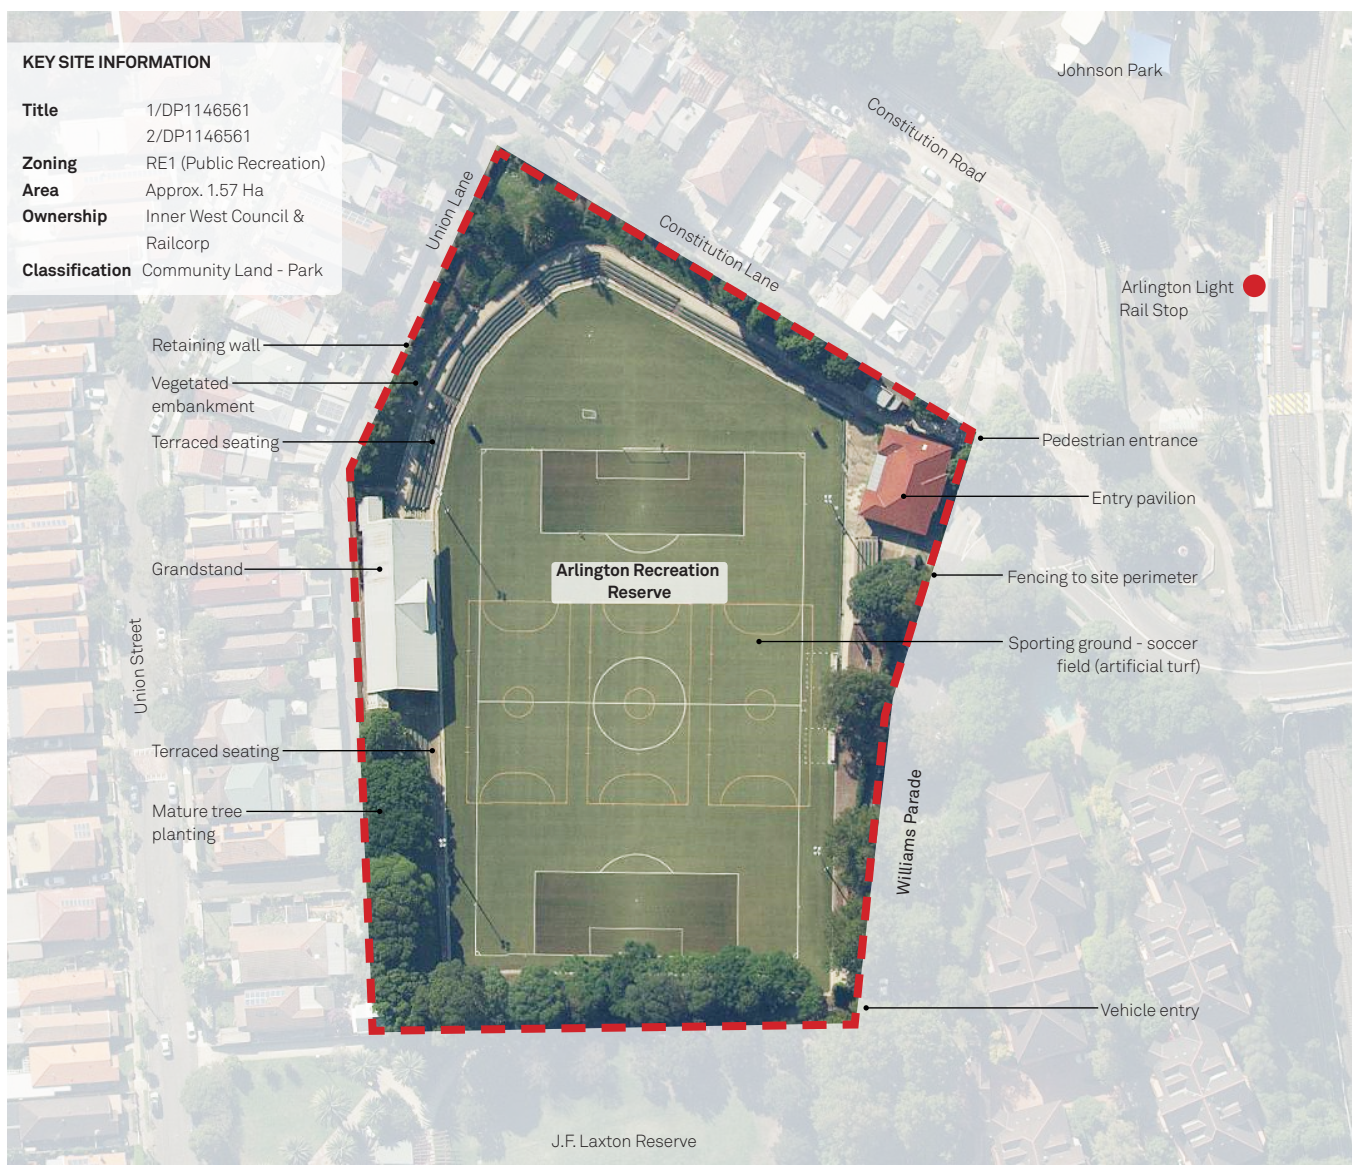 KEY SITE INFORMATION
Title 1/DP1146561
2/DP1146561
Zoning RE1 (Public Recreation)
Area Approx. 1.57 Ha
Ownership Inner West Council &
Railcorp
Classification Community Land - Park
Johnson Park
Constitution Road
Union Lane
Constitution Lane
Arlington Light
Rail Stop
Retaining wall
Vegetated
embankment
Terraced seating
Pedestrian entrance
Entry pavilion
Grandstand
Arlington Recreation
Reserve
Fencing to site perimeter
Union Street
Sporting ground - soccer
field (artificial turf)
Terraced seating
Mature tree
planting
Williams Parade
Vehicle entry
J.F. Laxton Reserve